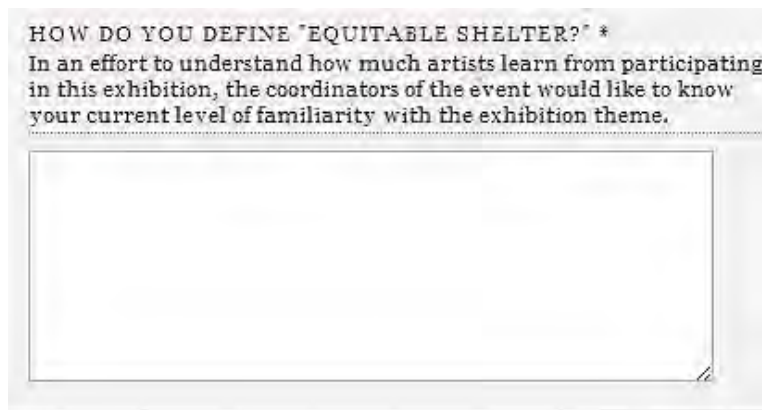 HOW DO YOU DEFINE "EQUITABLE SHELTER?" *
In an effort to understand how much artists learn from participating
in this exhibition, the coordinators of the event would like to know
your current level of familiarity with the exhibition theme.